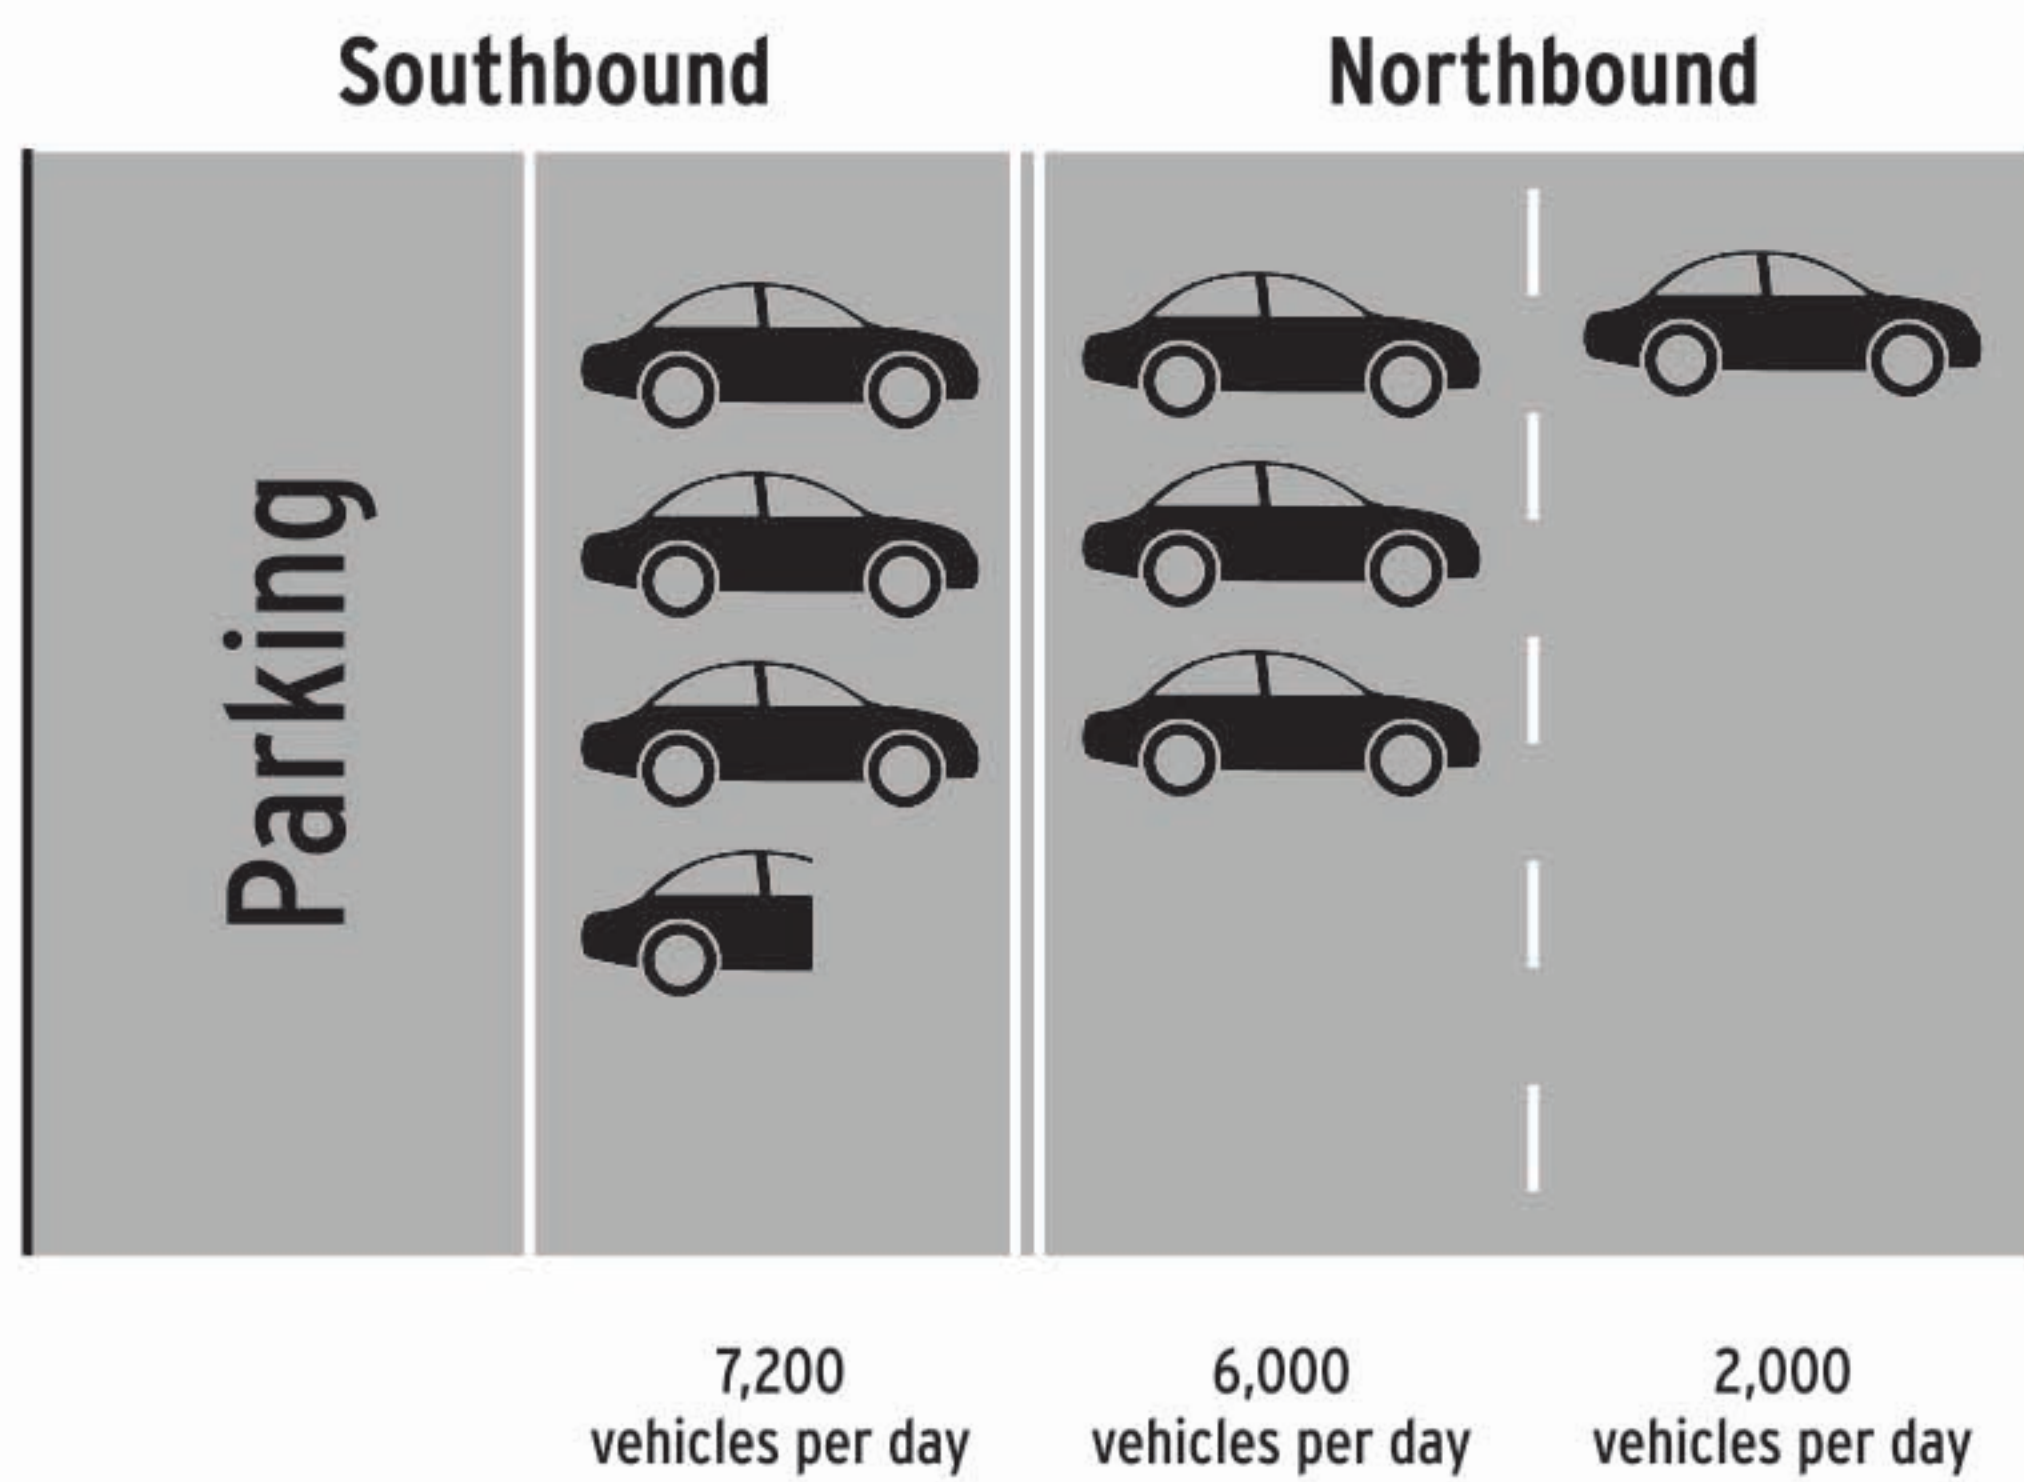 Southbound
Northbound
Parking
7,200
vehicles per day
6,000
vehicles per day
2,000
vehicles per day